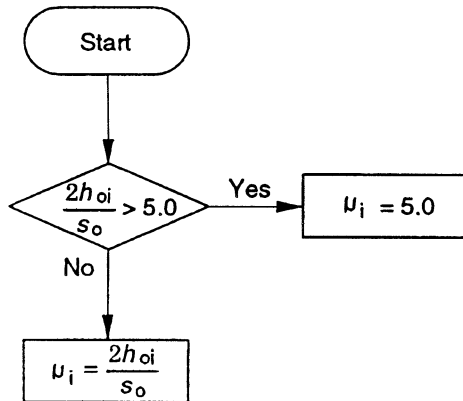 Start
2h_oi / s_o > 5.0
Yes
μ_i = 5.0
No
μ_i = 2h_oi / s_o